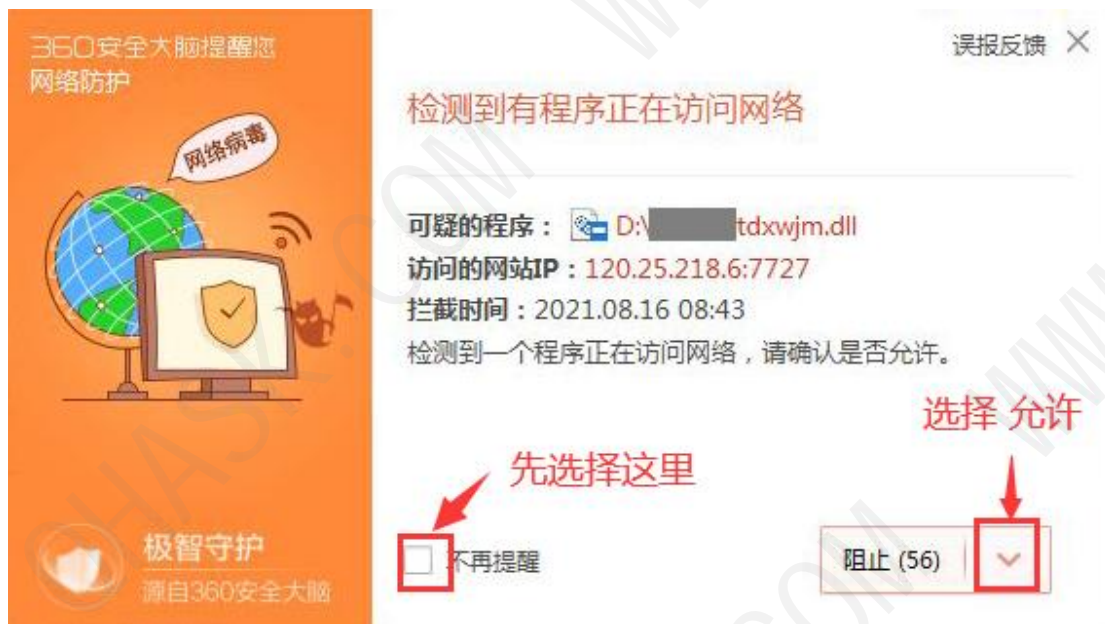 360安全大脑提醒您
网络防护
误报反馈
检测到有程序正在访问网络
网络病毒
可疑的程序： D:\ tdxwjm.dll
访问的网站IP：120.25.218.6:7727
拦截时间：2021.08.16 08:43
检测到一个程序正在访问网络，请确认是否允许。
选择 允许
先选择这里
不再提醒
阻止 (56)
极智守护
源自360安全大脑